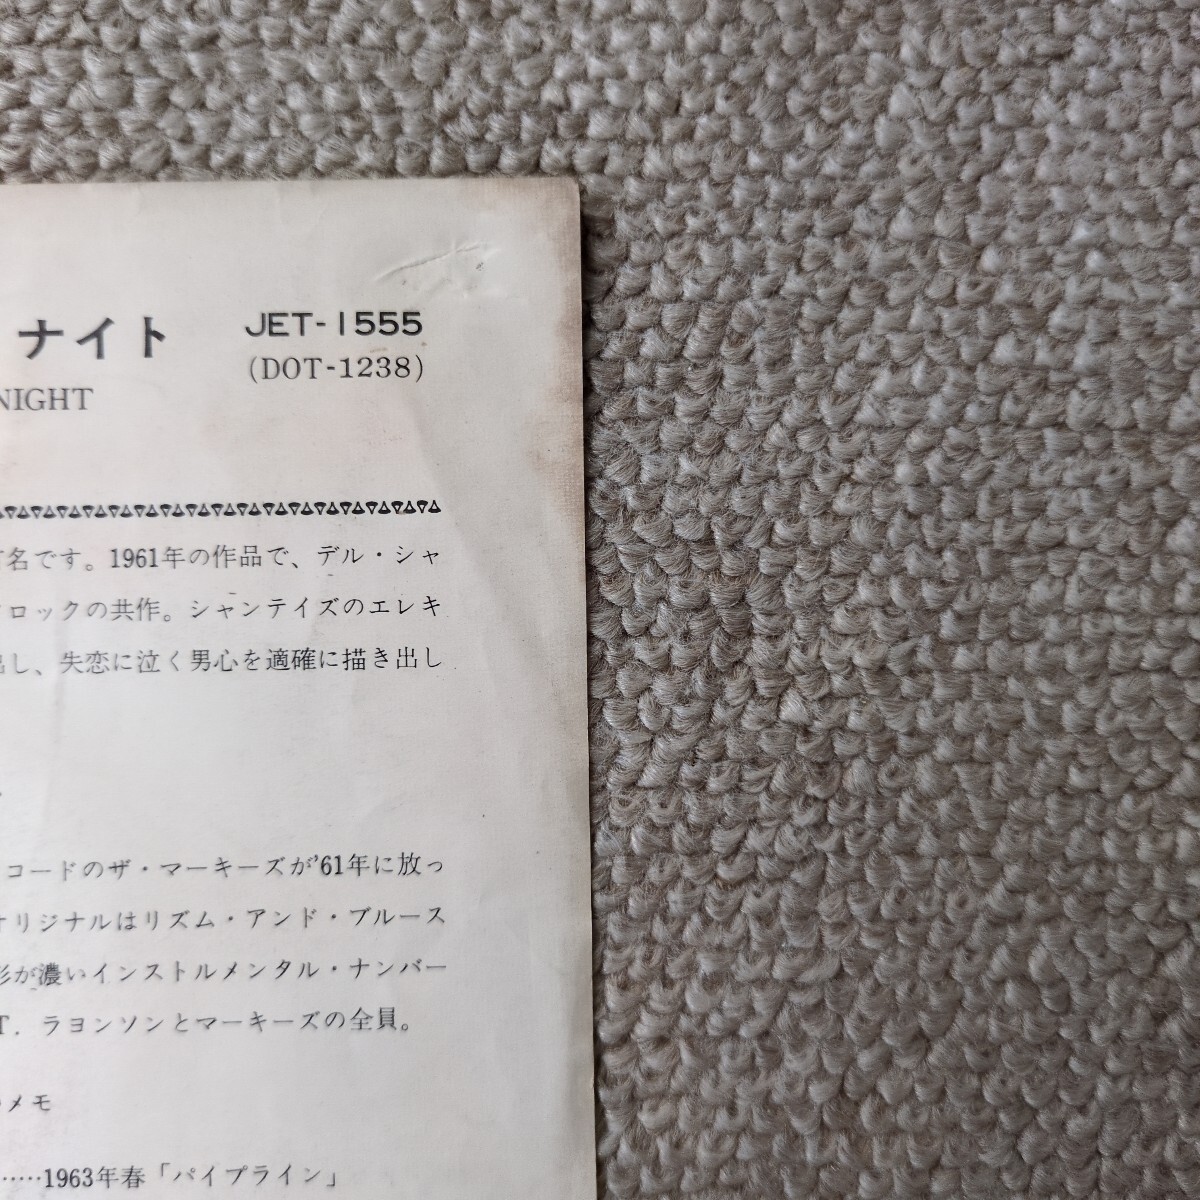 ナイト JET-1555
(DOT-1238)
NIGHT
名です。1961年の作品で、デル・シャ
ロックの共作。シャンテイズのエレキ
出し、失恋に泣く男心を適確に描き出し
コードのザ・マーキーズが'61年に放っ
オリジナルはリズム・アンド・ブルース
影が濃いインストルメンタル・ナンバー
T. ラヨンソンとマーキーズの全員。
メモ
……1963年春「パイプライン」